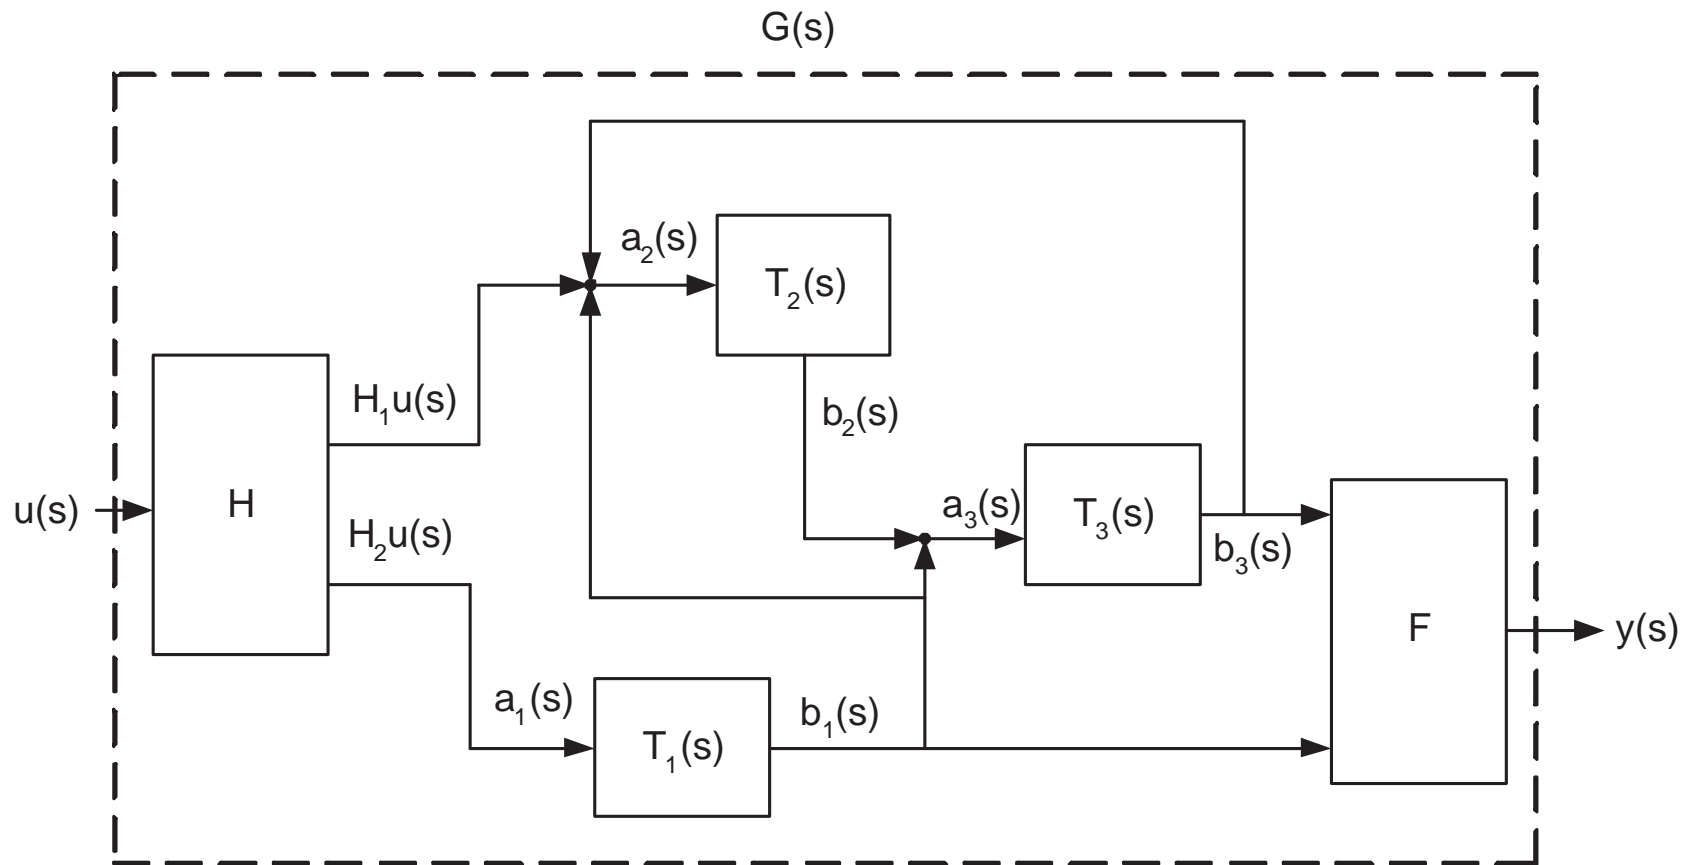 G(s)
a₂(s)
T₂(s)
H₁u(s)
b₂(s)
u(s)
H
a₃(s)
T₃(s)
H₂u(s)
b₃(s)
F
y(s)
a₁(s)
T₁(s)
b₁(s)